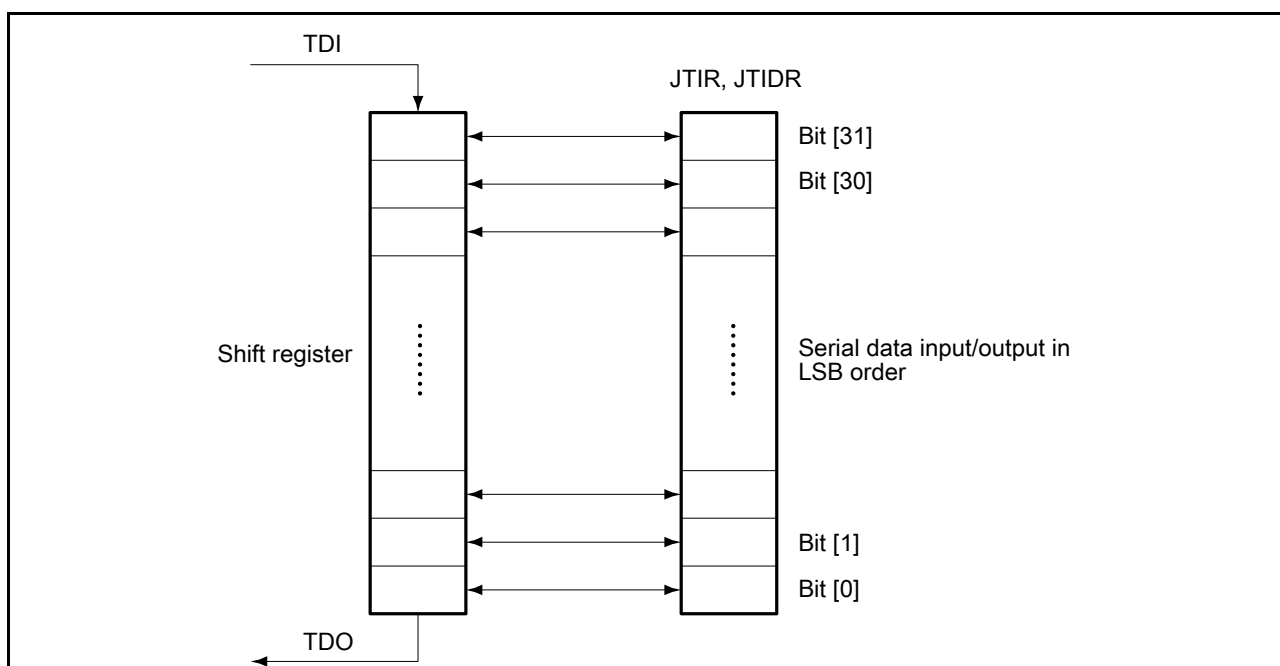 TDI
JTIR, JTIDR
Bit [31]
Bit [30]
Shift register
Serial data input/output in
LSB order
Bit [1]
Bit [0]
TDO